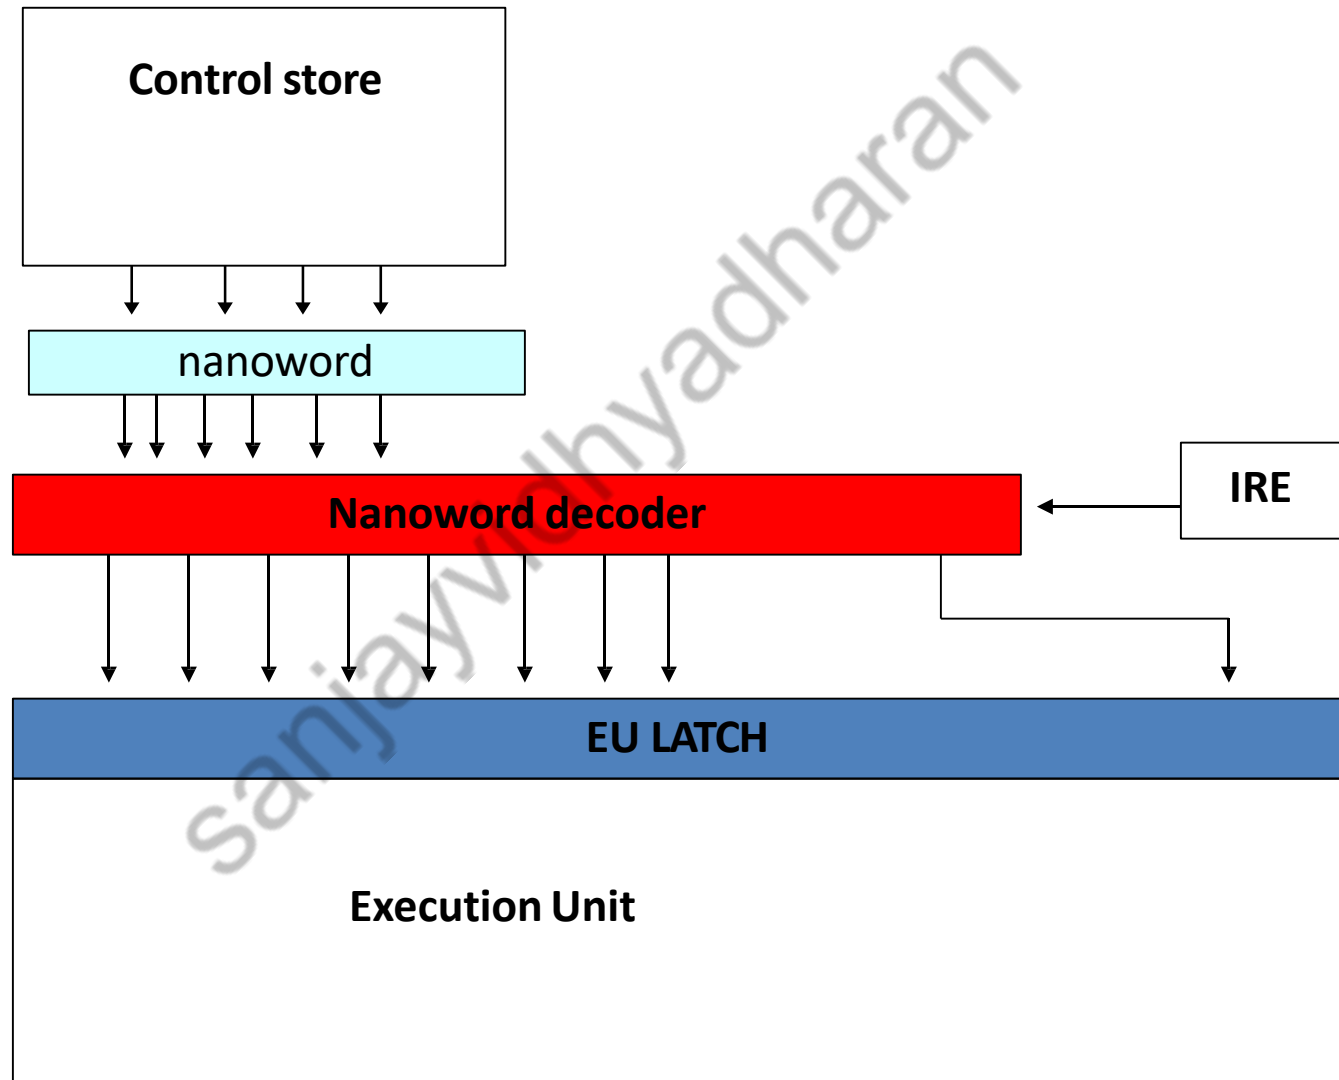 Control store
nanoword
Nanoword decoder
IRE
EU LATCH
Execution Unit
sanjayvidhyadharan